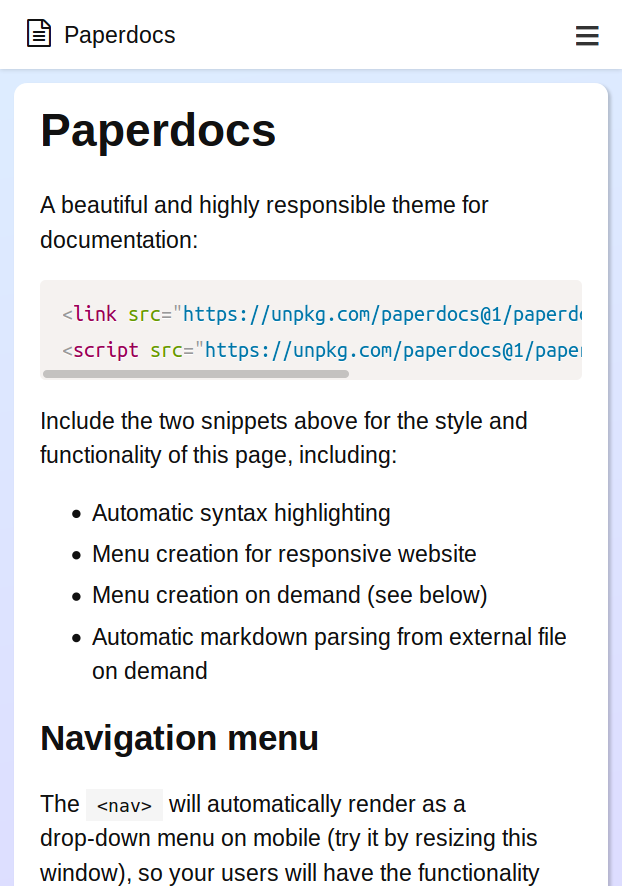 Paperdocs
Paperdocs
A beautiful and highly responsible theme for
documentation:
<link src="https://unpkg.com/paperdocs@1/paperdo
<script src="https://unpkg.com/paperdocs@1/paper
Include the two snippets above for the style and
functionality of this page, including:
Automatic syntax highlighting
Menu creation for responsive website
Menu creation on demand (see below)
Automatic markdown parsing from external file
on demand
Navigation menu
The <nav> will automatically render as a
drop-down menu on mobile (try it by resizing this
window), so your users will have the functionality